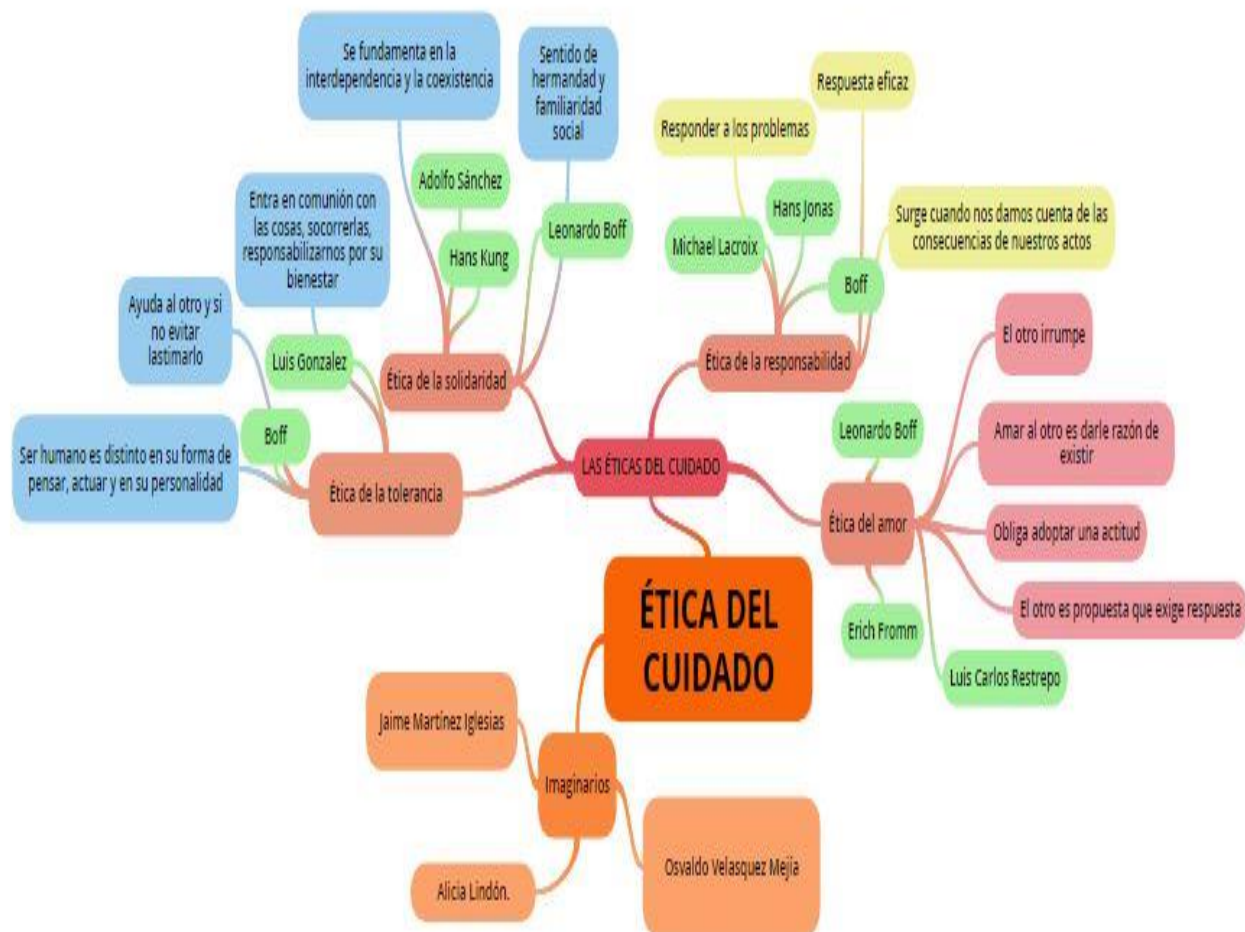 Se fundamenta en la
interdependencia y la coexistencia
Sentido de
hermandad y
familiaridad
social
Respuesta eficaz
Responder a los problemas
Adolfo Sánchez
Hans Kung
Leonardo Boff
Michael Lacroix
Hans Jonas
Boff
Surge cuando nos damos cuenta de las
consecuencias de nuestros actos
Entra en comunión con
las cosas, socorrerlas,
responsabilizarnos por su
bienestar
Ayuda al otro y si
no evitar
lastimarlo
Luis Gonzalez
Ética de la solidaridad
Ética de la responsabilidad
El otro irrumpe
Boff
Ser humano es distinto en su forma de
pensar, actuar y en su personalidad
Ética de la tolerancia
LAS ÉTICAS DEL CUIDADO
Leonardo Boff
Amar al otro es darle razón de
existir
Ética del amor
Obliga adoptar una actitud
El otro es propuesta que exige respuesta
Erich Fromm
Luis Carlos Restrepo
ÉTICA DEL
CUIDADO
Jaime Martínez Iglesias
Imaginarios
Alicia Lindón.
Osvaldo Velasquez Mejía